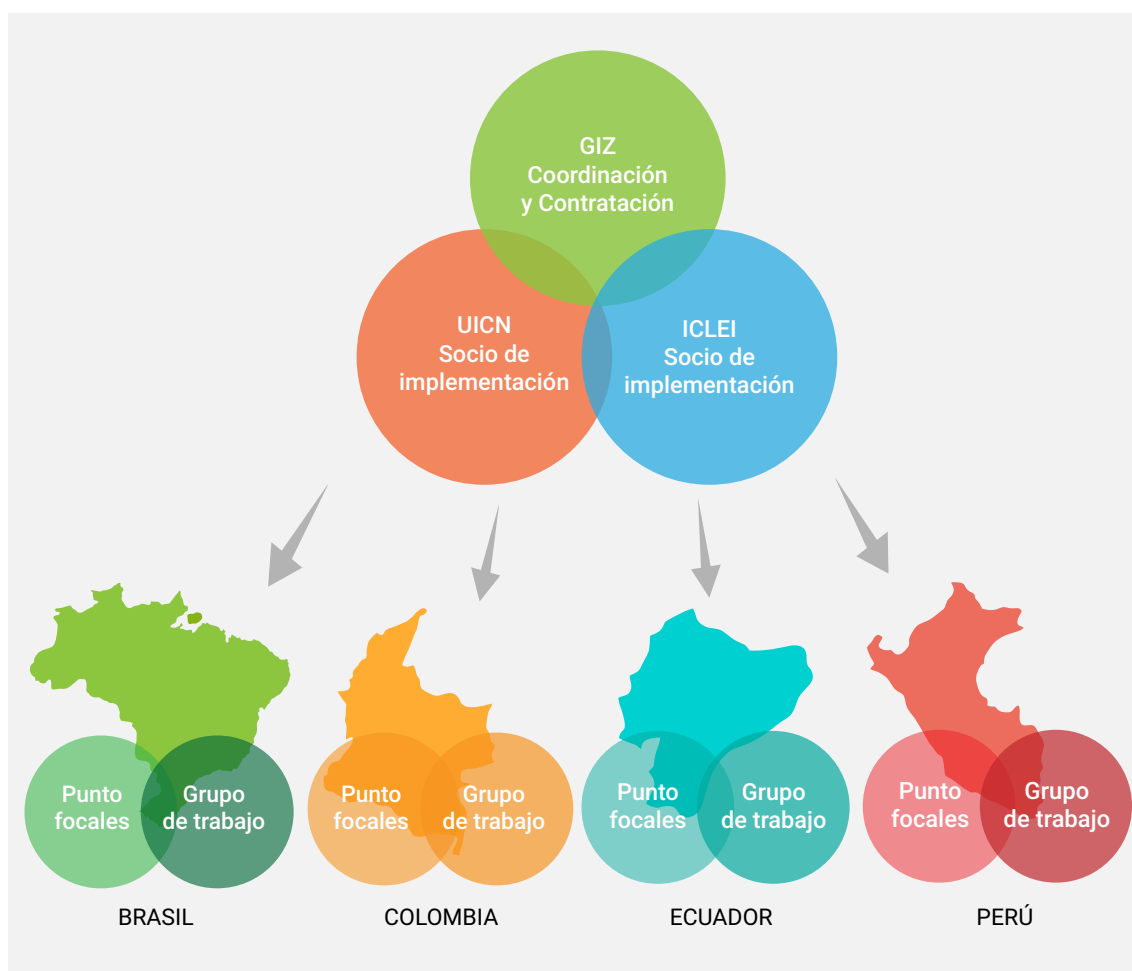 GIZ
Coordinación
y Contratación
UICN
Socio de
implementación
ICLEI
Socio de
implementación
Punto
focales
Grupo
de trabajo
Punto
focales
Grupo
de trabajo
Punto
focales
Grupo
de trabajo
Punto
focales
Grupo
de trabajo
BRASIL
COLOMBIA
ECUADOR
PERÚ